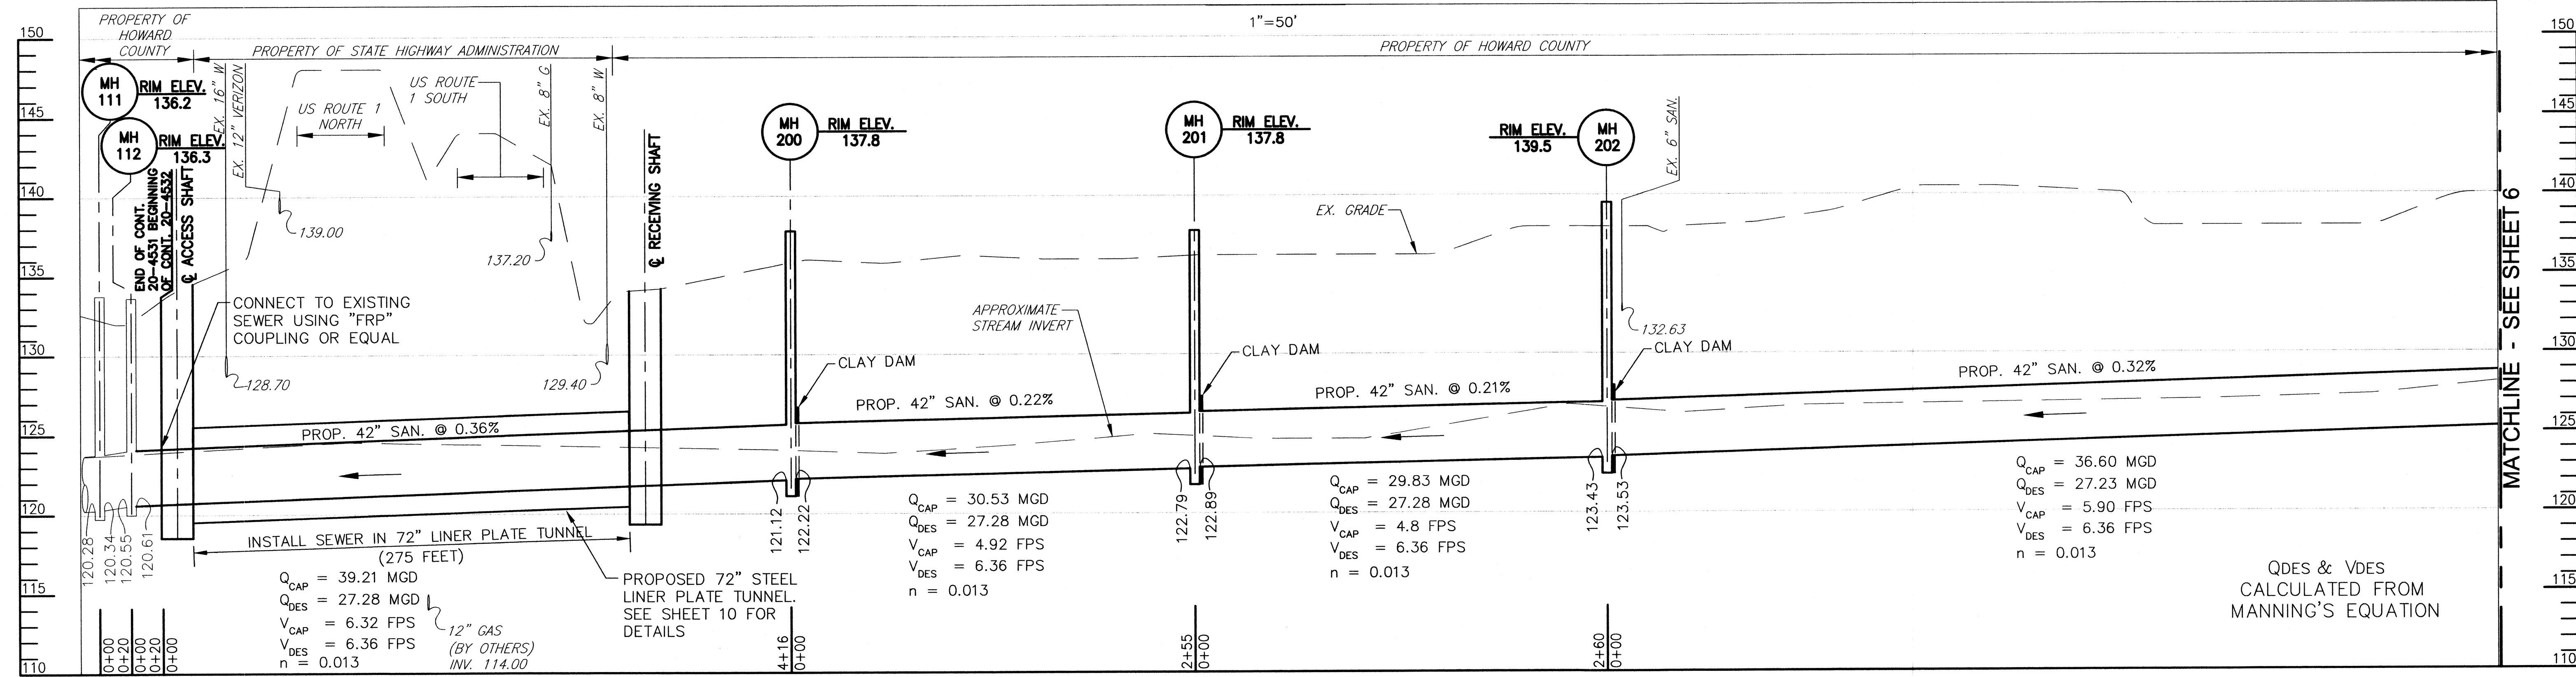 1"=50'
PROPERTY OF
HOWARD
COUNTY
PROPERTY OF STATE HIGHWAY ADMINISTRATION
PROPERTY OF HOWARD COUNTY
150
145
140
135
130
125
120
115
110
150
145
140
135
130
125
120
115
110
MH
111
RIM ELEV.
136.2
MH
112
RIM ELEV.
136.3
EX. 16" W
EX. 12" VERIZON
US ROUTE 1
NORTH
US ROUTE
1 SOUTH
EX. 8" G
EX. 8" W
END OF CONT.
20-4531 BEGINNING
OF CONT. 20-4532
℄ ACCESS SHAFT
℄ RECEIVING SHAFT
139.00
137.20
128.70
129.40
CONNECT TO EXISTING
SEWER USING "FRP"
COUPLING OR EQUAL
MH
200
RIM ELEV.
137.8
MH
201
RIM ELEV.
137.8
RIM ELEV.
139.5
MH
202
EX. 6" SAN.
132.63
EX. GRADE
APPROXIMATE
STREAM INVERT
CLAY DAM
CLAY DAM
CLAY DAM
PROP. 42" SAN. @ 0.36%
PROP. 42" SAN. @ 0.22%
PROP. 42" SAN. @ 0.21%
PROP. 42" SAN. @ 0.32%
120.28
120.34
120.55
120.61
121.12
122.22
122.79
122.89
123.43
123.53
INSTALL SEWER IN 72" LINER PLATE TUNNEL
(275 FEET)
QCAP = 39.21 MGD
QDES = 27.28 MGD
VCAP = 6.32 FPS
VDES = 6.36 FPS
n = 0.013
12" GAS
(BY OTHERS)
INV. 114.00
PROPOSED 72" STEEL
LINER PLATE TUNNEL.
SEE SHEET 10 FOR
DETAILS
QCAP = 30.53 MGD
QDES = 27.28 MGD
VCAP = 4.92 FPS
VDES = 6.36 FPS
n = 0.013
QCAP = 29.83 MGD
QDES = 27.28 MGD
VCAP = 4.8 FPS
VDES = 6.36 FPS
n = 0.013
QCAP = 36.60 MGD
QDES = 27.23 MGD
VCAP = 5.90 FPS
VDES = 6.36 FPS
n = 0.013
QDES & VDES
CALCULATED FROM
MANNING'S EQUATION
MATCHLINE - SEE SHEET 6
0+00
0+20
0+00
0+20
0+00
4+16
0+00
2+55
0+00
2+60
0+00